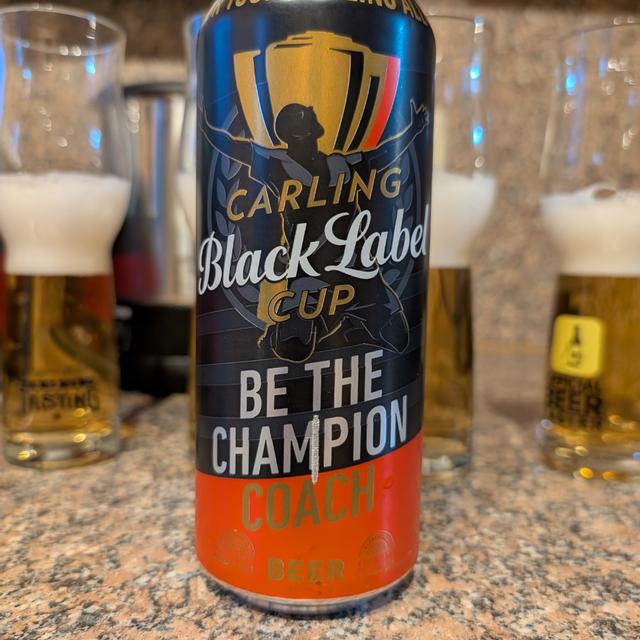 CARLING
Black Label
CUP
BE THE
CHAMPION
COACH
BEER
TASTING
BEER